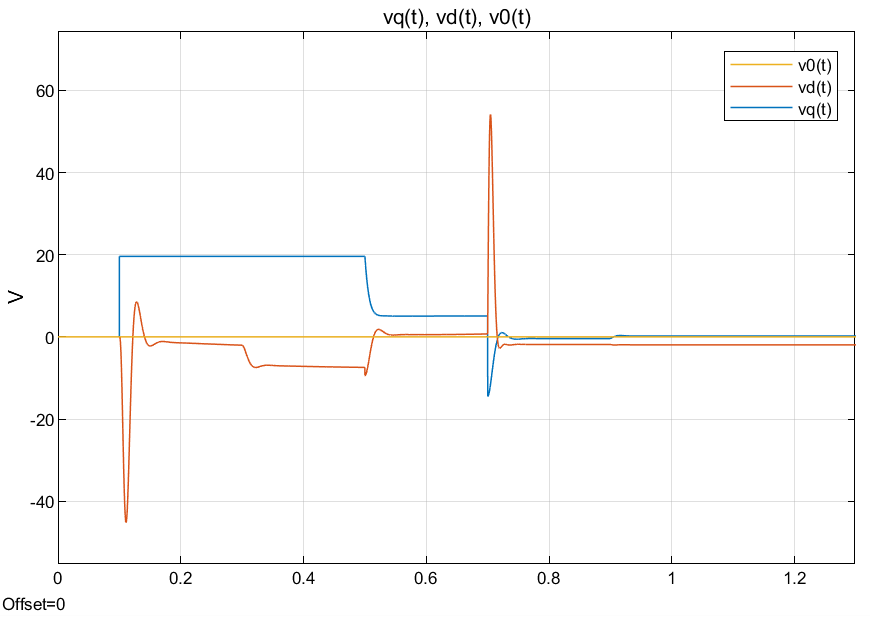 vq(t), vd(t), v0(t)
v0(t)
vd(t)
vq(t)
V
60
40
20
0
-20
-40
0 0.2 0.4 0.6 0.8 1 1.2
Offset=0